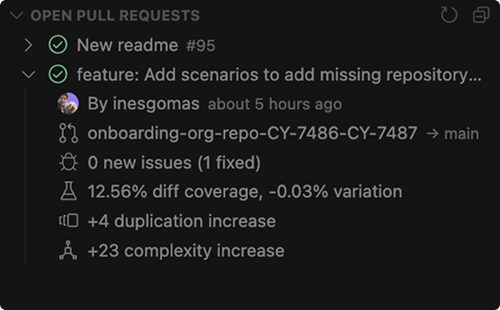 OPEN PULL REQUESTS
New readme #95
feature: Add scenarios to add missing repository...
By inesgomas about 5 hours ago
onboarding-org-repo-CY-7486-CY-7487 → main
0 new issues (1 fixed)
12.56% diff coverage, -0.03% variation
+4 duplication increase
+23 complexity increase